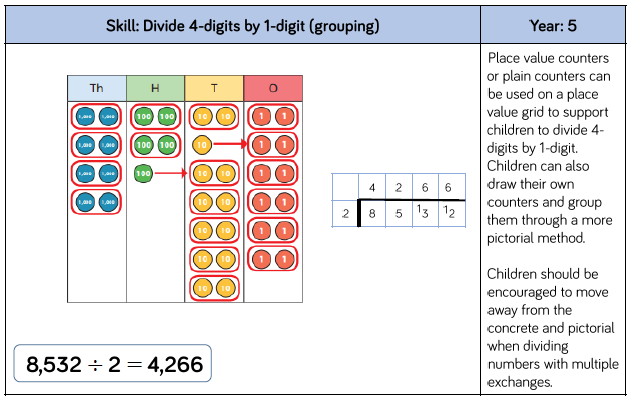 Skill: Divide 4-digits by 1-digit (grouping)
Year: 5
Th H T O
1,000 1,000 100 100 10 10 1 1
1,000 1,000 100 100 10 1 1
1,000 1,000 100 10 10 1 1
1,000 1,000 10 10 1 1
10 10 1 1
10 10 1 1
10 10
4 2 6 6
2 8 5 13 12
8,532 ÷ 2 = 4,266
Place value counters
or plain counters can
be used on a place
value grid to support
children to divide 4-
digits by 1-digit.
Children can also
draw their own
counters and group
them through a more
pictorial method.
Children should be
encouraged to move
away from the
concrete and pictorial
when dividing
numbers with multiple
exchanges.